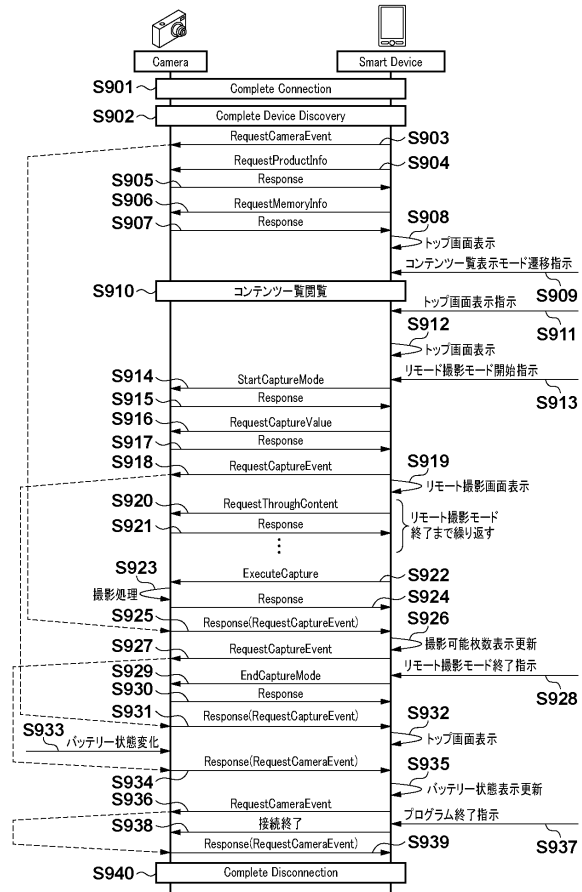 Camera
Smart Device
S901
Complete Connection
S902
Complete Device Discovery
RequestCameraEvent
S903
RequestProductInfo
S904
S905
Response
S906
RequestMemoryInfo
S907
Response
S908
トップ画面表示
コンテンツ一覧表示モード遷移指示
S909
S910
コンテンツ一覧閲覧
トップ画面表示指示
S911
S912
トップ画面表示
リモード撮影モード開始指示
S913
S914
StartCaptureMode
S915
Response
S916
RequestCaptureValue
S917
Response
S918
RequestCaptureEvent
S919
リモート撮影画面表示
S920
RequestThroughContent
S921
Response
リモート撮影モード
終了まで繰り返す
ExecuteCapture
S922
S923
撮影処理
Response
S924
S925
Response(RequestCaptureEvent)
S926
撮影可能枚数表示更新
S927
RequestCaptureEvent
リモート撮影モード終了指示
S928
S929
EndCaptureMode
S930
Response
S931
Response(RequestCaptureEvent)
S932
トップ画面表示
S933
バッテリー状態変化
S934
Response(RequestCameraEvent)
S935
バッテリー状態表示更新
S936
RequestCameraEvent
プログラム終了指示
S937
S938
接続終了
Response(RequestCameraEvent)
S939
S940
Complete Disconnection